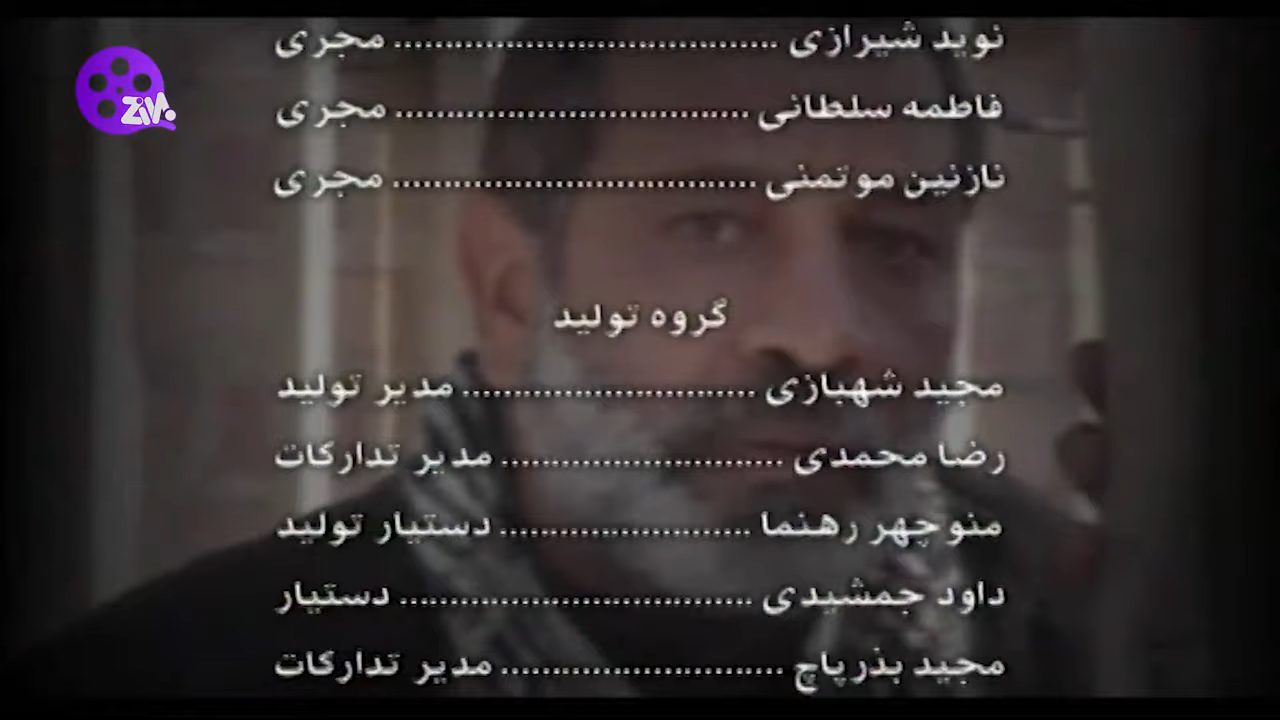 نوید شیرازی ...................................... مجری
فاطمه سلطانی .................................. مجری
نازنین موتمنی .................................... مجری
گروه تولید
مجید شهبازی ............................. مدیر تولید
رضا محمدی ............................ مدیر تدارکات
منوچهر رهنما ......................... دستیار تولید
داود جمشیدی .................................. دستیار
مجید بذرپاچ ............................ مدیر تدارکات